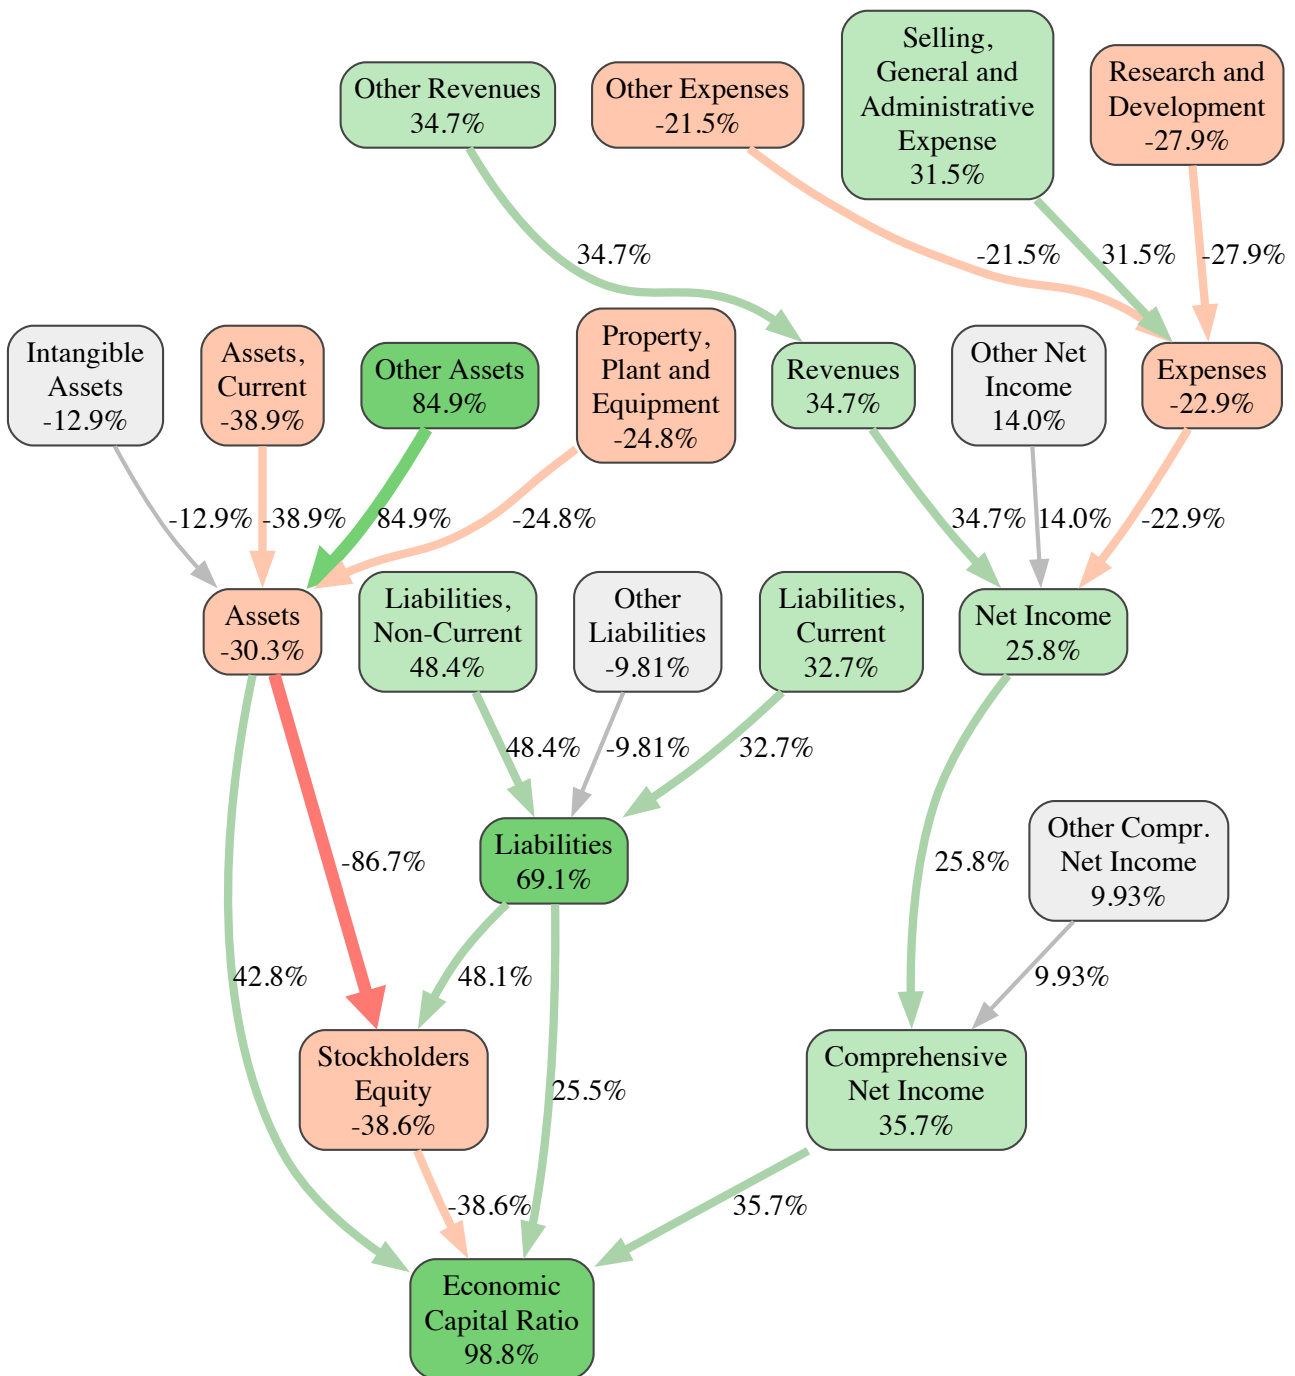 Selling,
General and
Administrative
Expense
31.5%
Other Revenues
34.7%
Other Expenses
-21.5%
Research and
Development
-27.9%
34.7%
-21.5%
31.5%
-27.9%
Intangible
Assets
-12.9%
Assets,
Current
-38.9%
Other Assets
84.9%
Property,
Plant and
Equipment
-24.8%
Revenues
34.7%
Other Net
Income
14.0%
Expenses
-22.9%
-12.9%
-38.9%
84.9%
-24.8%
34.7%
14.0%
-22.9%
Assets
-30.3%
Liabilities,
Non-Current
48.4%
Other
Liabilities
-9.81%
Liabilities,
Current
32.7%
Net Income
25.8%
48.4%
-9.81%
32.7%
-86.7%
Liabilities
69.1%
25.8%
Other Compr.
Net Income
9.93%
42.8%
48.1%
9.93%
Stockholders
Equity
-38.6%
25.5%
Comprehensive
Net Income
35.7%
-38.6%
35.7%
Economic
Capital Ratio
98.8%